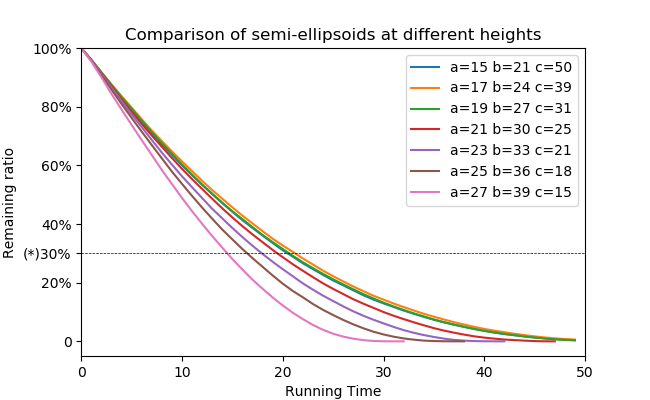 Comparison of semi-ellipsoids at different heights
100%
80%
60%
40%
(*)30%
20%
0
Remaining ratio
a=15 b=21 c=50
a=17 b=24 c=39
a=19 b=27 c=31
a=21 b=30 c=25
a=23 b=33 c=21
a=25 b=36 c=18
a=27 b=39 c=15
0 10 20 30 40 50
Running Time